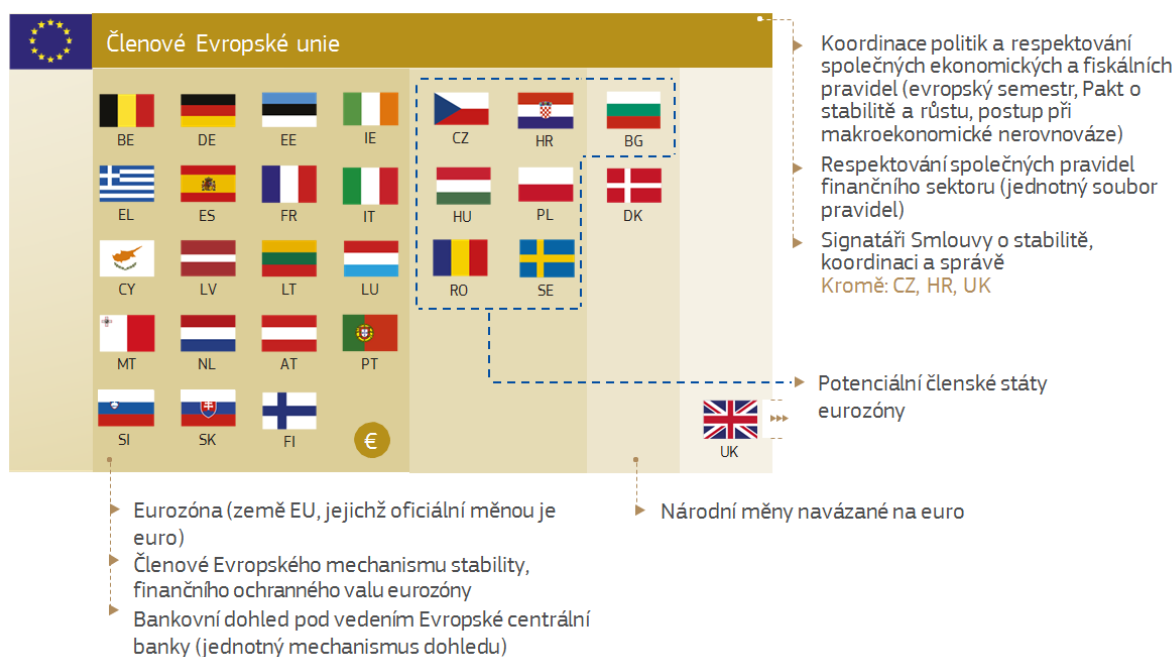 Členové Evropské unie
BE DE EE IE CZ HR BG
EL ES FR IT HU PL DK
CY LV LT LU RO SE
MT NL AT PT
SI SK FI €
UK
Koordinace politik a respektování
společných ekonomických a fiskálních
pravidel (evropský semestr, Pakt o
stabilitě a růstu, postup při
makroekonomické nerovnováze)
Respektování společných pravidel
finančního sektoru (jednotný soubor
pravidel)
Signatáři Smlouvy o stabilitě,
koordinaci a správě
Kromě: CZ, HR, UK
Potenciální členské státy
eurozóny
Národní měny navázané na euro
Eurozóna (země EU, jejichž oficiální měnou je
euro)
Členové Evropského mechanismu stability,
finančního ochranného valu eurozóny
Bankovní dohled pod vedením Evropské centrální
banky (jednotný mechanismus dohledu)